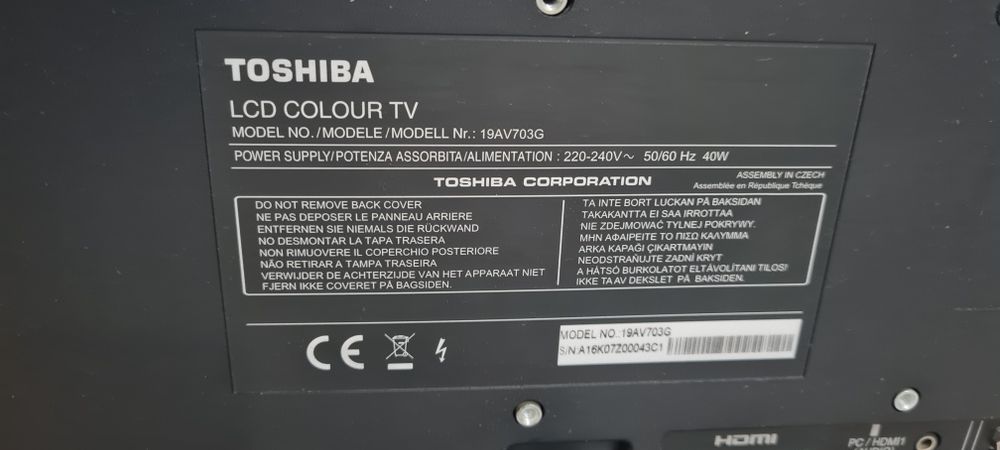 TOSHIBA
LCD COLOUR TV
MODEL NO./MODELE/MODELL Nr.: 19AV703G
POWER SUPPLY/POTENZA ASSORBITA/ALIMENTATION : 220-240V~ 50/60 Hz 40W
ASSEMBLY IN CZECH
TOSHIBA CORPORATION
Assemblée en République Tchèque
DO NOT REMOVE BACK COVER
NE PAS DEPOSER LE PANNEAU ARRIERE
ENTFERNEN SIE NIEMALS DIE RÜCKWAND
NO DESMONTAR LA TAPA TRASERA
NON RIMUOVERE IL COPERCHIO POSTERIORE
NÃO RETIRAR A TAMPA TRASEIRA
VERWIJDER DE ACHTERZIJDE VAN HET APPARAAT NIET
FJERN IKKE COVERET PÅ BAGSIDEN.
TA INTE BORT LUCKAN PÅ BAKSIDAN
TAKAKANTTA EI SAA IRROTTAA
NIE ZDEJMOWAĆ TYLNEJ POKRYWY.
ΜΗΝ ΑΦΑΙΡΕΙΤΕ ΤΟ ΠΙΣΩ ΚΑΛΥΜΜΑ
ARKA KAPAĞI ÇIKARTMAYIN
NEODSTRAŇUJTE ZADNÍ KRYT
A HÁTSÓ BURKOLATOT ELTÁVOLÍTANI TILOS!
IKKE TA AV DEKSLET PÅ BAKSIDEN.
CE
MODEL NO.:19AV703G
S/N:A16K07Z00043C1
HDMI
PC / HDMI1
(AUDIO)